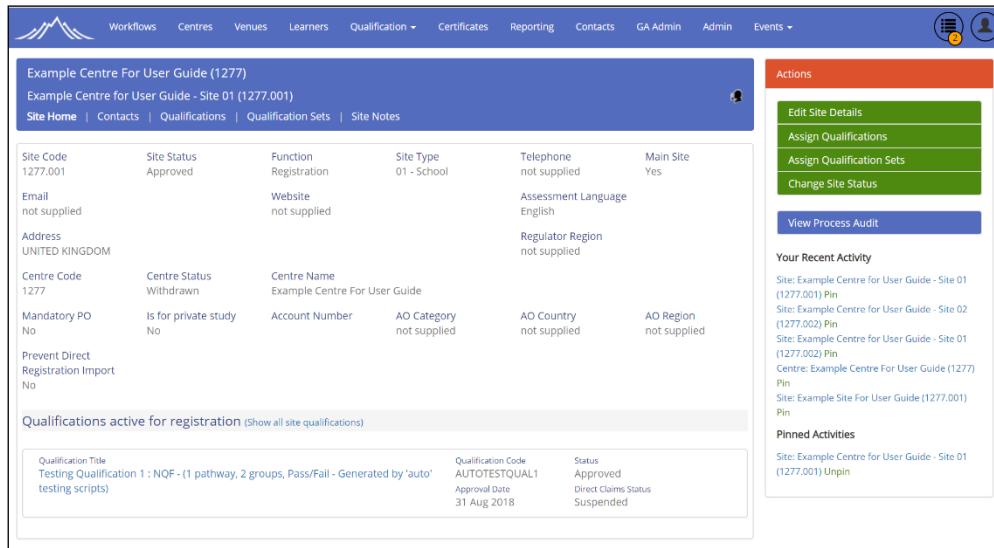 Workflows Centres Venues Learners Qualification Certificates Reporting Contacts GA Admin Admin Events
2
Example Centre For User Guide (1277)
Example Centre for User Guide - Site 01 (1277.001)
Site Home | Contacts | Qualifications | Qualification Sets | Site Notes
Site Code Site Status Function Site Type Telephone Main Site
1277.001 Approved Registration 01 - School not supplied Yes
Email Website Assessment Language
not supplied not supplied English
Address Regulator Region
UNITED KINGDOM not supplied
Centre Code Centre Status Centre Name
1277 Withdrawn Example Centre For User Guide
Mandatory PO Is for private study Account Number AO Category AO Country AO Region
No No not supplied not supplied not supplied
Prevent Direct
Registration Import
No
Qualifications active for registration (Show all site qualifications)
Qualification Title Qualification Code Status
Testing Qualification 1 : NQF - (1 pathway, 2 groups, Pass/Fail - Generated by 'auto' AUTOTESTQUAL1 Approved
testing scripts) Approval Date Direct Claims Status
31 Aug 2018 Suspended
Actions
Edit Site Details
Assign Qualifications
Assign Qualification Sets
Change Site Status
View Process Audit
Your Recent Activity
Site: Example Centre for User Guide - Site 01
(1277.001) Pin
Site: Example Centre for User Guide - Site 02
(1277.002) Pin
Site: Example Centre for User Guide - Site 01
(1277.002) Pin
Centre: Example Centre For User Guide (1277)
Pin
Site: Example Site For User Guide (1277.001)
Pin
Pinned Activities
Site: Example Centre for User Guide - Site 01
(1277.001) Unpin